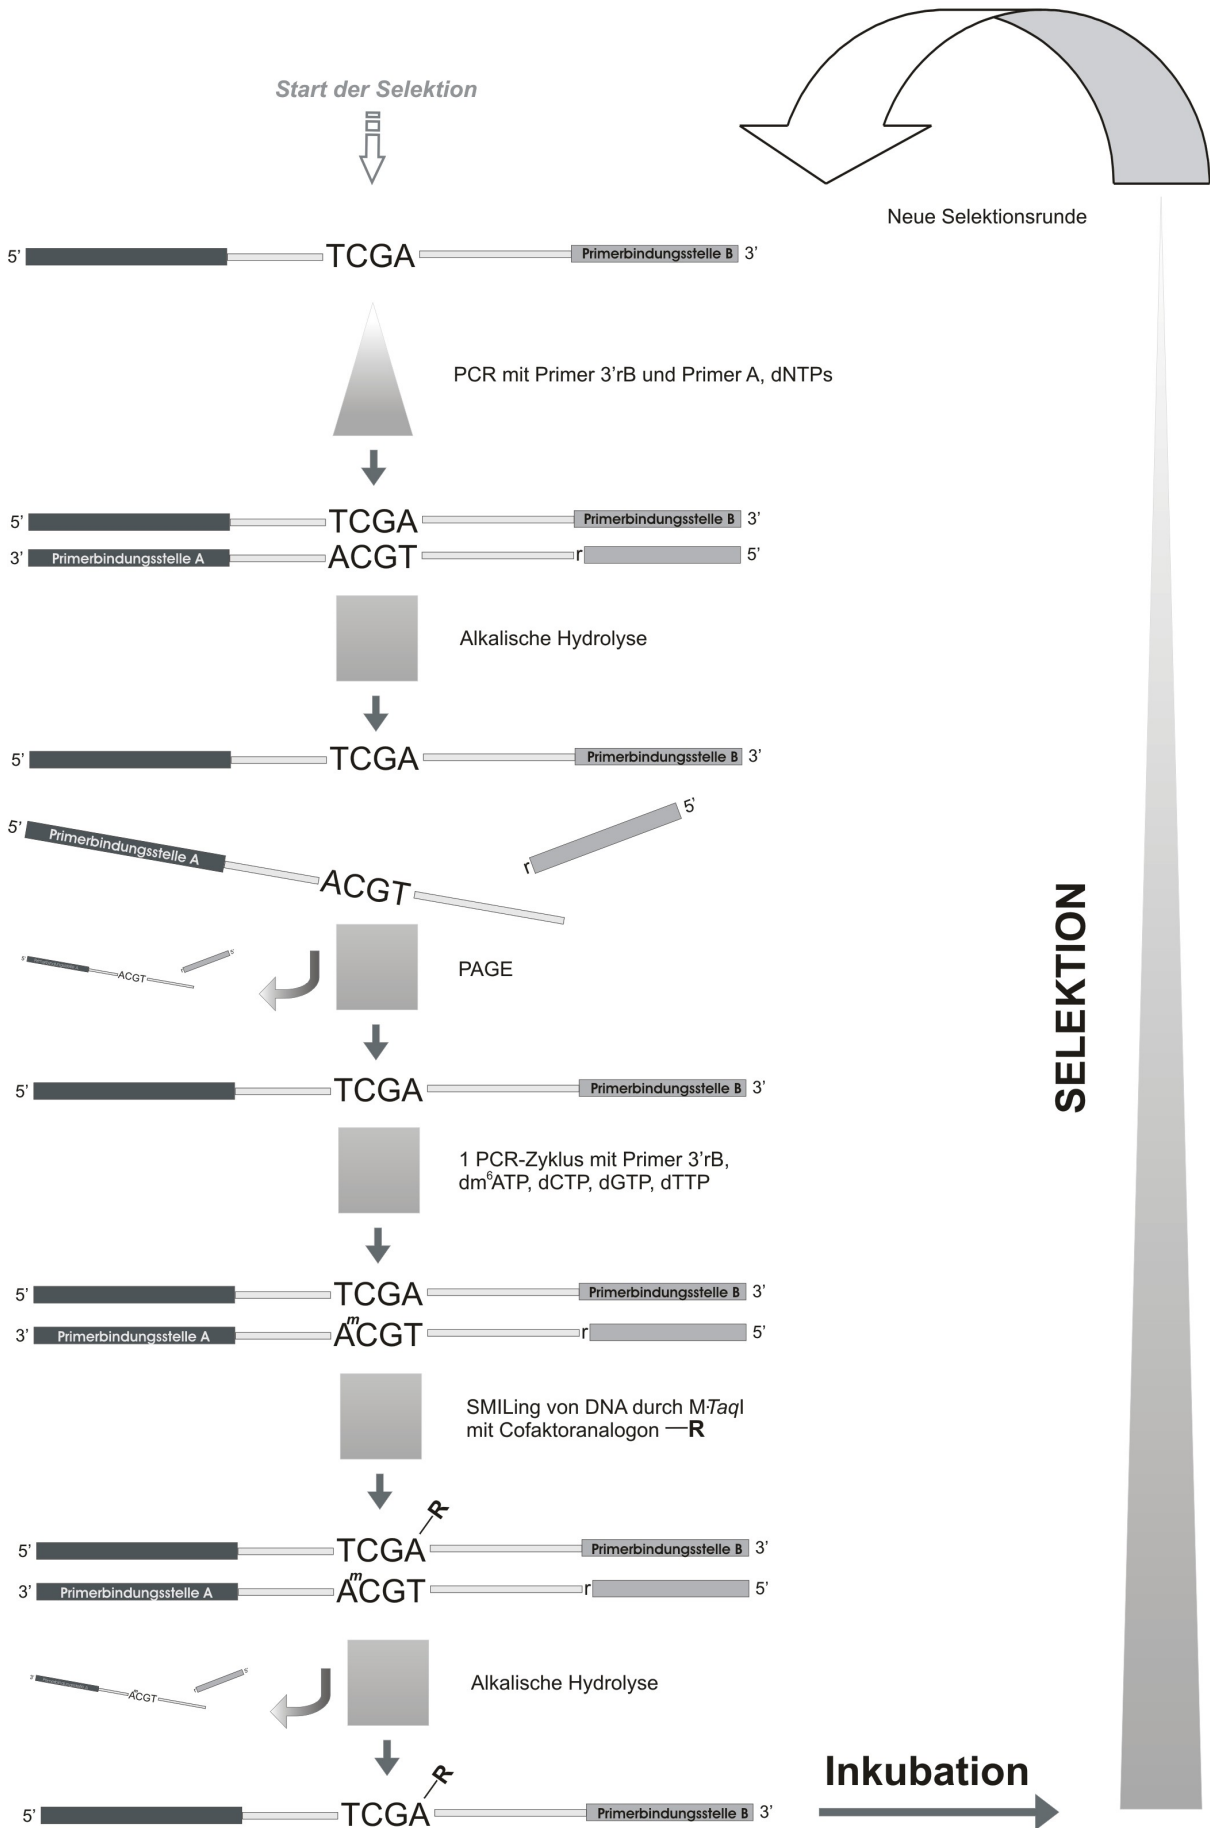 Start der Selektion
Neue Selektionsrunde
5’ TCGA Primerbindungsstelle B 3’
PCR mit Primer 3’rB und Primer A, dNTPs
5’ TCGA Primerbindungsstelle B 3’
3’ Primerbindungsstelle A ACGT r 5’
Alkalische Hydrolyse
5’ TCGA Primerbindungsstelle B 3’
5’ Primerbindungsstelle A ACGT
r 5’
ACGT
PAGE
5’ TCGA Primerbindungsstelle B 3’
SELEKTION
1 PCR-Zyklus mit Primer 3’rB,
dm⁶ATP, dCTP, dGTP, dTTP
5’ TCGA Primerbindungsstelle B 3’
3’ Primerbindungsstelle A AᵐCGT r 5’
SMILing von DNA durch M·TaqI
mit Cofaktoranalogon —R
R
5’ TCGA Primerbindungsstelle B 3’
3’ Primerbindungsstelle A AᵐCGT r 5’
Alkalische Hydrolyse
AᵐCGT
R
5’ TCGA Primerbindungsstelle B 3’
Inkubation